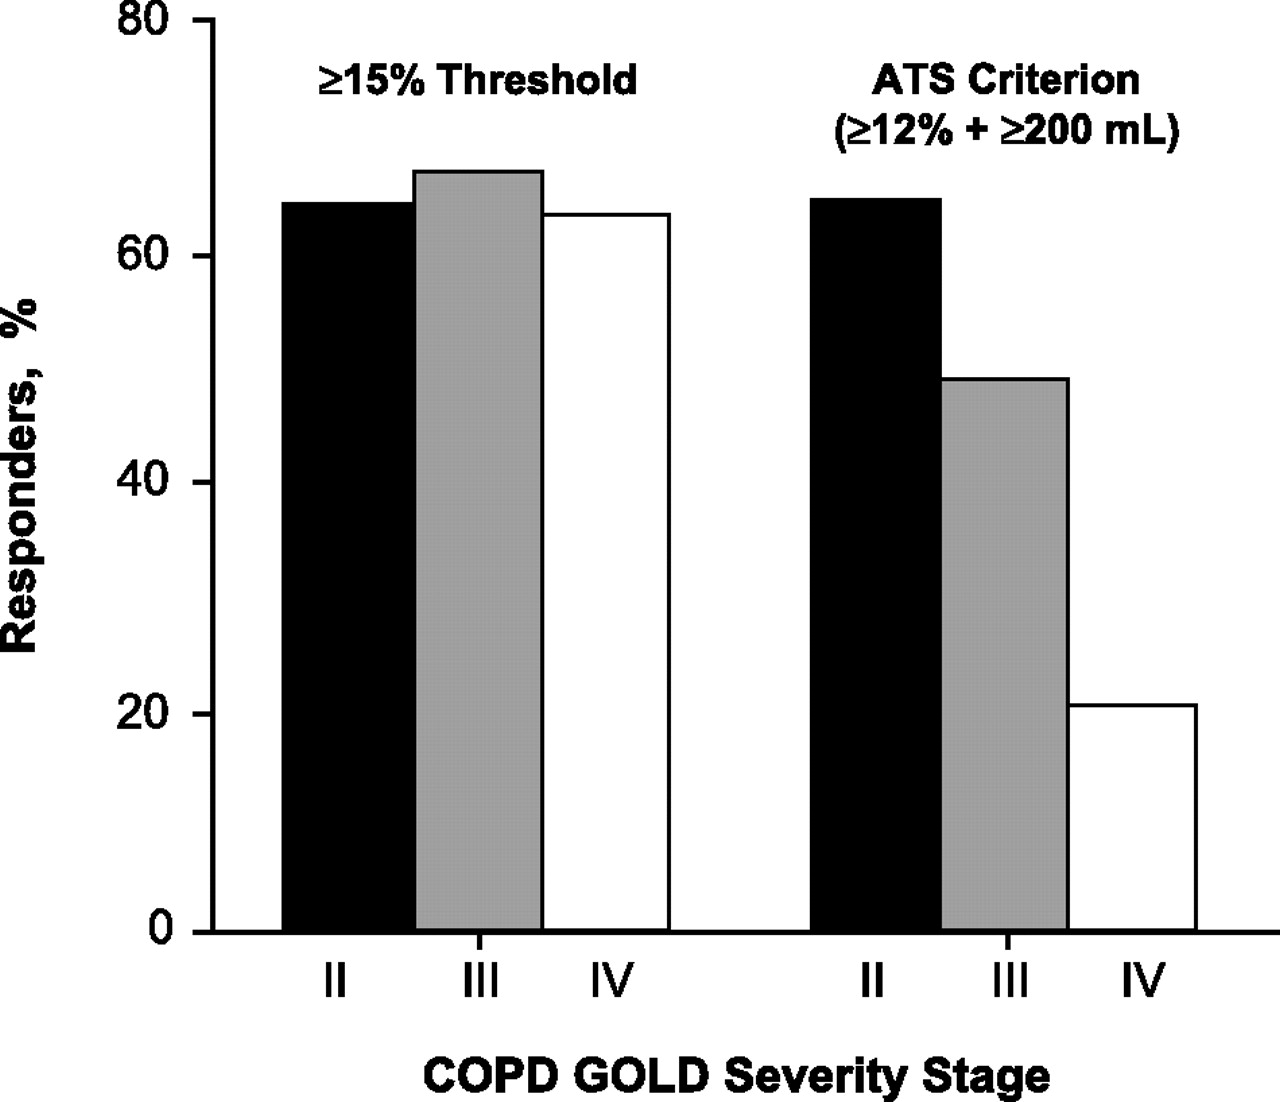 80
≥15% Threshold
ATS Criterion
(≥12% + ≥200 mL)
60
40
20
0
Responders, %
II III IV II III IV
COPD GOLD Severity Stage